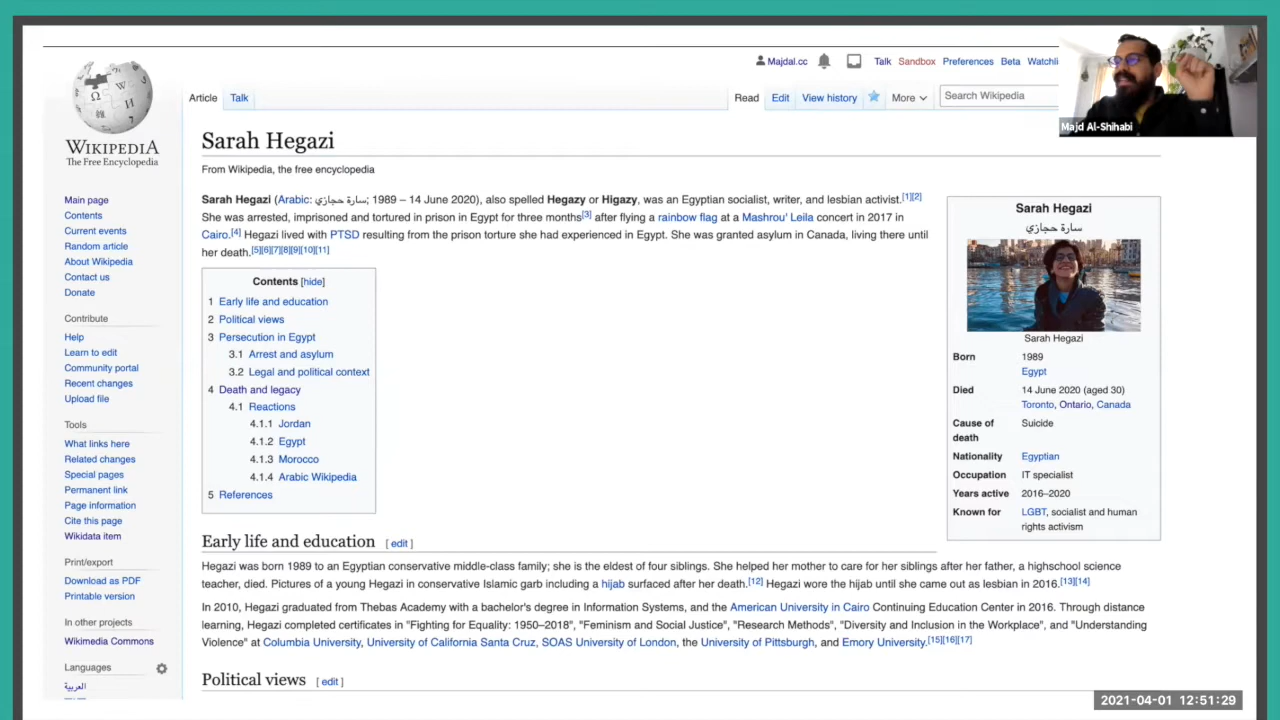 Majdal.cc Talk Sandbox Preferences Beta Watchli
Majd Al-Shihabi
Article Talk Read Edit View history More Search Wikipedia
WIKIPEDIA
The Free Encyclopedia
Main page
Contents
Current events
Random article
About Wikipedia
Contact us
Donate
Contribute
Help
Learn to edit
Community portal
Recent changes
Upload file
Tools
What links here
Related changes
Special pages
Permanent link
Page information
Cite this page
Wikidata item
Print/export
Download as PDF
Printable version
In other projects
Wikimedia Commons
Languages
العربية
Sarah Hegazi
From Wikipedia, the free encyclopedia
Sarah Hegazi (Arabic: سارة حجازي; 1989 – 14 June 2020), also spelled Hegazy or Higazy, was an Egyptian socialist, writer, and lesbian activist.[1][2]
She was arrested, imprisoned and tortured in prison in Egypt for three months[3] after flying a rainbow flag at a Mashrou' Leila concert in 2017 in
Cairo.[4] Hegazi lived with PTSD resulting from the prison torture she had experienced in Egypt. She was granted asylum in Canada, living there until
her death.[5][6][7][8][9][10][11]
Contents [hide]
1 Early life and education
2 Political views
3 Persecution in Egypt
3.1 Arrest and asylum
3.2 Legal and political context
4 Death and legacy
4.1 Reactions
4.1.1 Jordan
4.1.2 Egypt
4.1.3 Morocco
4.1.4 Arabic Wikipedia
5 References
Sarah Hegazi
سارة حجازي
Sarah Hegazi
Born 1989
Egypt
Died 14 June 2020 (aged 30)
Toronto, Ontario, Canada
Cause of Suicide
death
Nationality Egyptian
Occupation IT specialist
Years active 2016–2020
Known for LGBT, socialist and human
rights activism
Early life and education [ edit ]
Hegazi was born 1989 to an Egyptian conservative middle-class family; she is the eldest of four siblings. She helped her mother to care for her siblings after her father, a highschool science
teacher, died. Pictures of a young Hegazi in conservative Islamic garb including a hijab surfaced after her death.[12] Hegazi wore the hijab until she came out as lesbian in 2016.[13][14]
In 2010, Hegazi graduated from Thebas Academy with a bachelor's degree in Information Systems, and the American University in Cairo Continuing Education Center in 2016. Through distance
learning, Hegazi completed certificates in "Fighting for Equality: 1950–2018", "Feminism and Social Justice", "Research Methods", "Diversity and Inclusion in the Workplace", and "Understanding
Violence" at Columbia University, University of California Santa Cruz, SOAS University of London, the University of Pittsburgh, and Emory University.[15][16][17]
Political views [ edit ]
2021-04-01 12:51:29